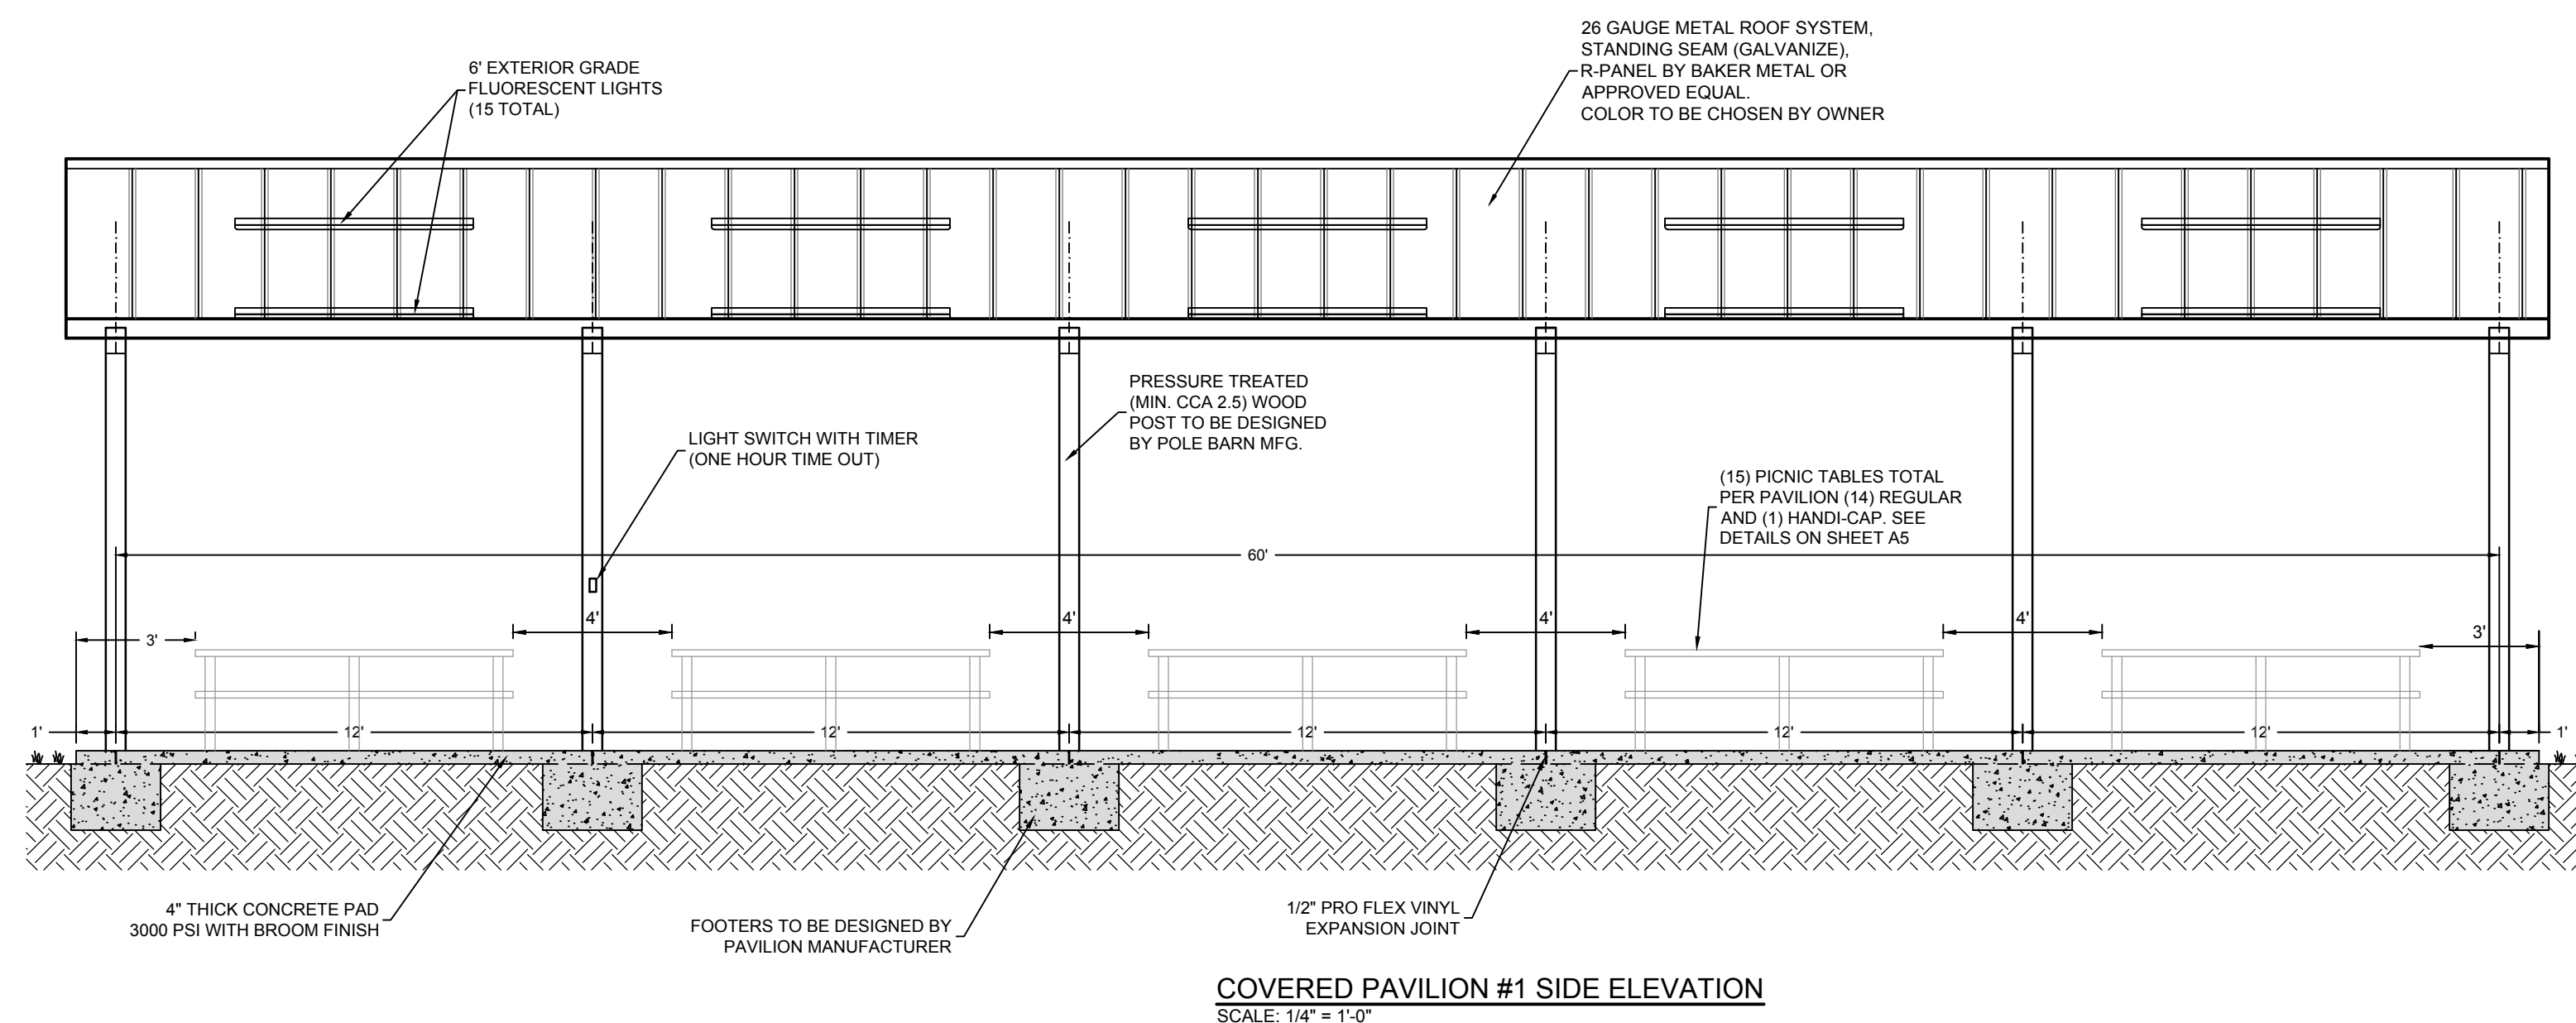 26 GAUGE METAL ROOF SYSTEM,
STANDING SEAM (GALVANIZE),
R-PANEL BY BAKER METAL OR
APPROVED EQUAL.
COLOR TO BE CHOSEN BY OWNER
6' EXTERIOR GRADE
FLUORESCENT LIGHTS
(15 TOTAL)
PRESSURE TREATED
(MIN. CCA 2.5) WOOD
POST TO BE DESIGNED
BY POLE BARN MFG.
LIGHT SWITCH WITH TIMER
(ONE HOUR TIME OUT)
(15) PICNIC TABLES TOTAL
PER PAVILION (14) REGULAR
AND (1) HANDI-CAP. SEE
DETAILS ON SHEET A5
60'
3' 4' 4' 4' 4' 3'
1' 12' 12' 12' 12' 12' 1'
4" THICK CONCRETE PAD
3000 PSI WITH BROOM FINISH
FOOTERS TO BE DESIGNED BY
PAVILION MANUFACTURER
1/2" PRO FLEX VINYL
EXPANSION JOINT
COVERED PAVILION #1 SIDE ELEVATION
SCALE: 1/4" = 1'-0"